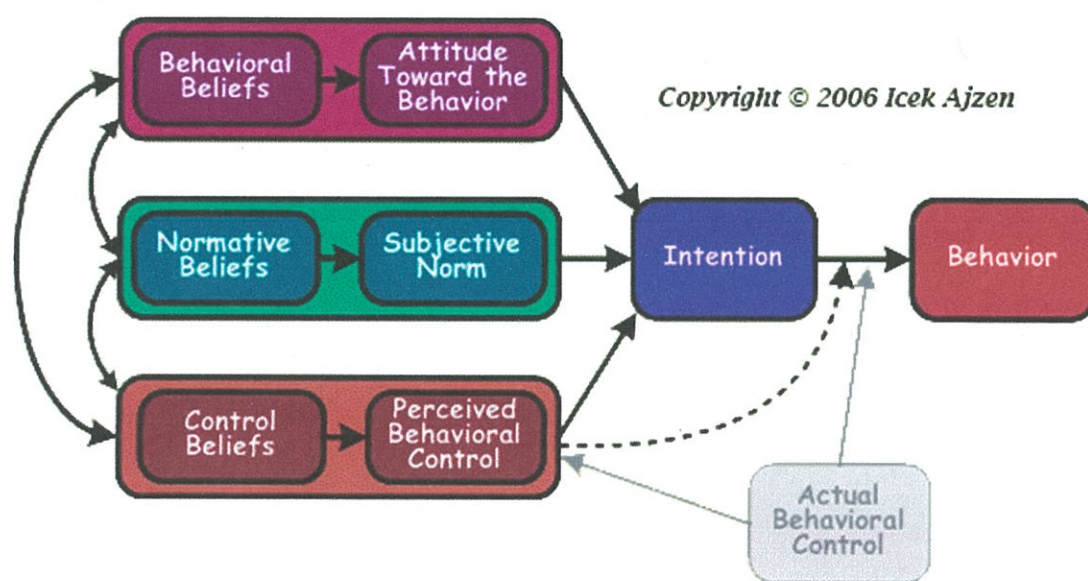 Behavioral
Beliefs
Attitude
Toward the
Behavior
Copyright © 2006 Icek Ajzen
Normative
Beliefs
Subjective
Norm
Intention
Behavior
Control
Beliefs
Perceived
Behavioral
Control
Actual
Behavioral
Control